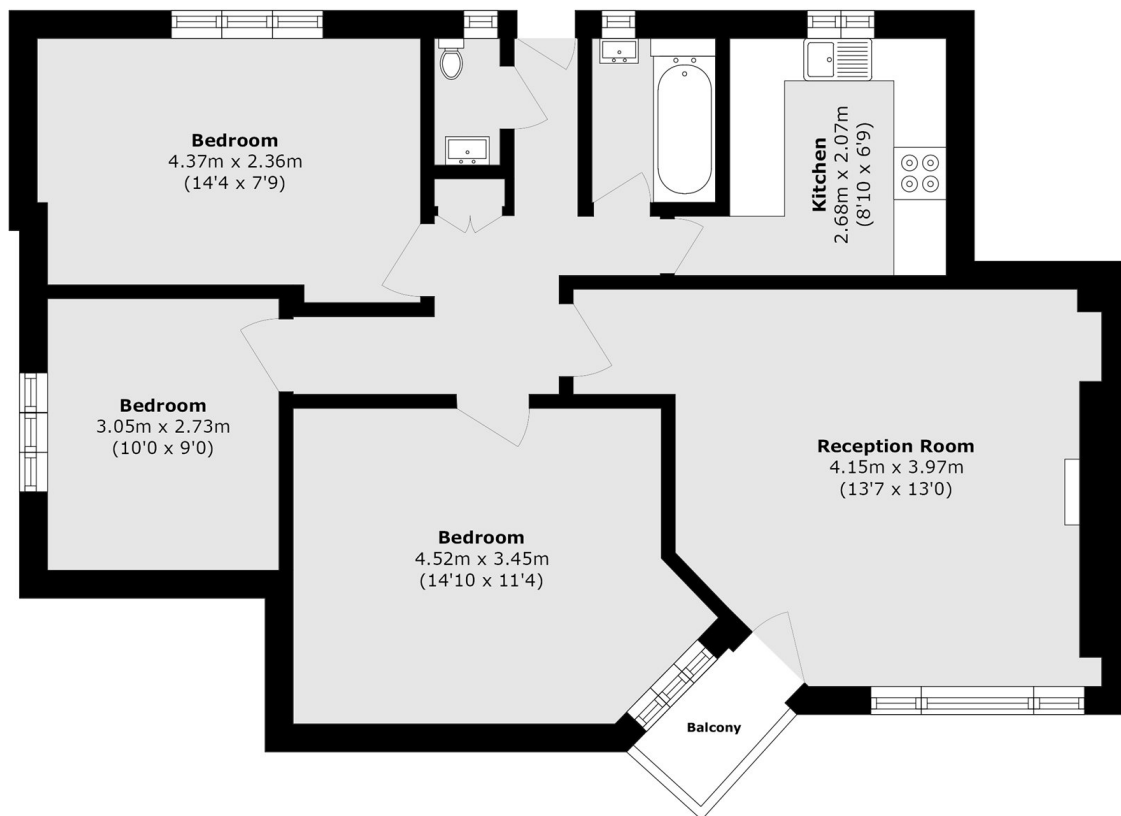 Bedroom
4.37m x 2.36m
(14'4 x 7'9)
Kitchen
2.68m x 2.07m
(8'10 x 6'9)
Bedroom
3.05m x 2.73m
(10'0 x 9'0)
Reception Room
4.15m x 3.97m
(13'7 x 13'0)
Bedroom
4.52m x 3.45m
(14'10 x 11'4)
Balcony